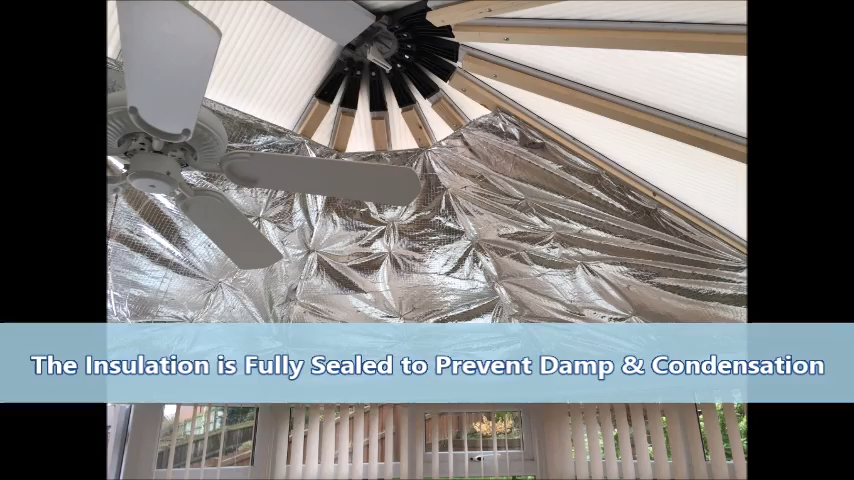 The Insulation is Fully Sealed to Prevent Damp & Condensation